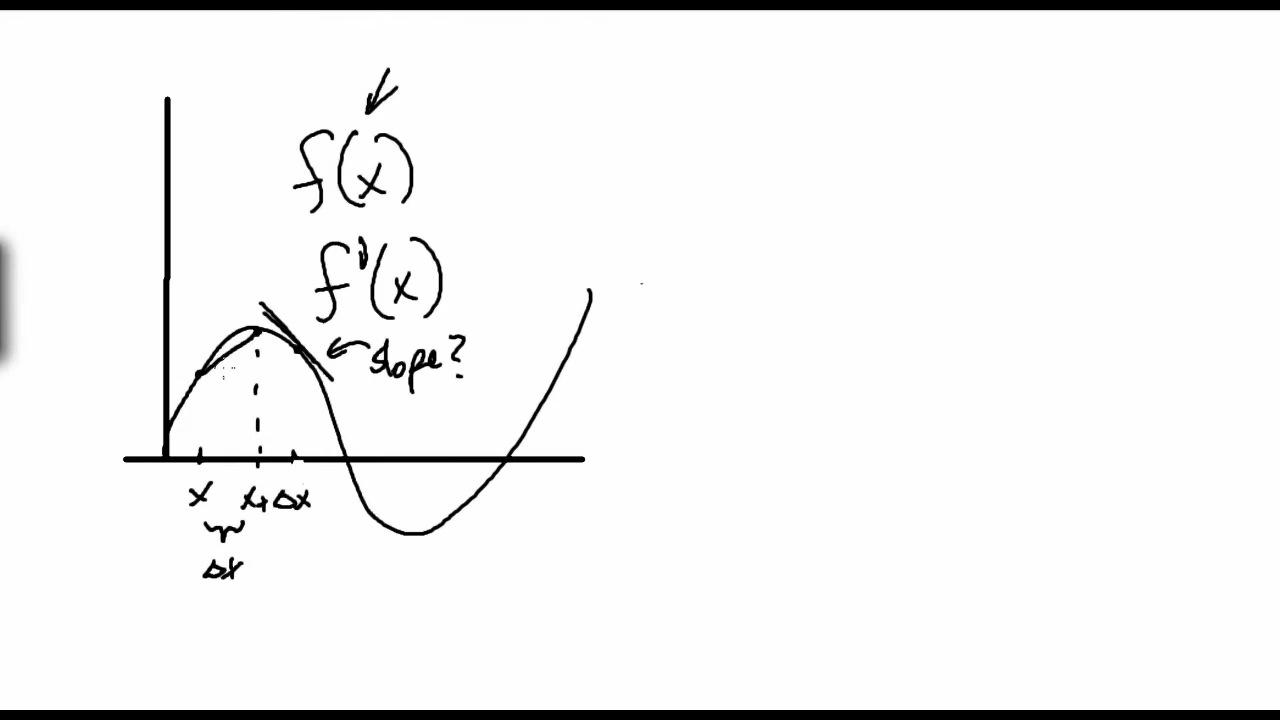 f(x)
f'(x)
slope?
x x+Δx
Δx